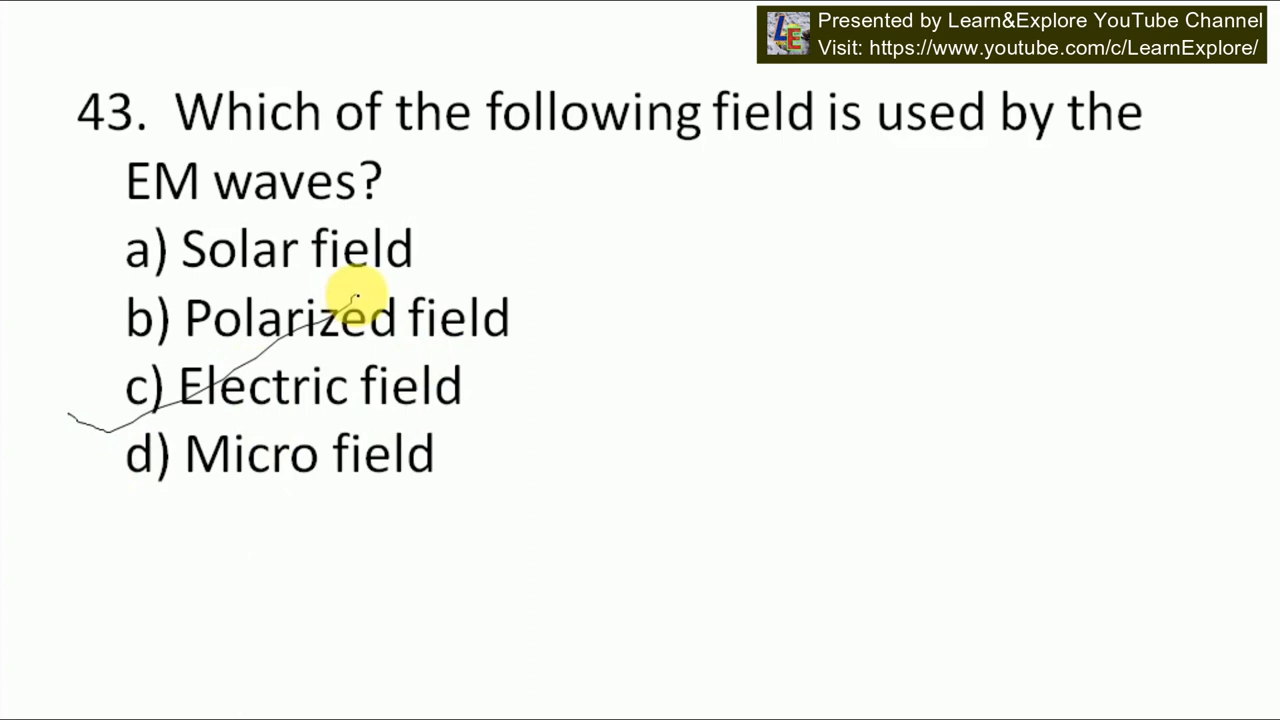 Presented by Learn&Explore YouTube Channel
Visit: https://www.youtube.com/c/LearnExplore/
LE
43. Which of the following field is used by the
EM waves?
a) Solar field
b) Polarized field
c) Electric field
d) Micro field